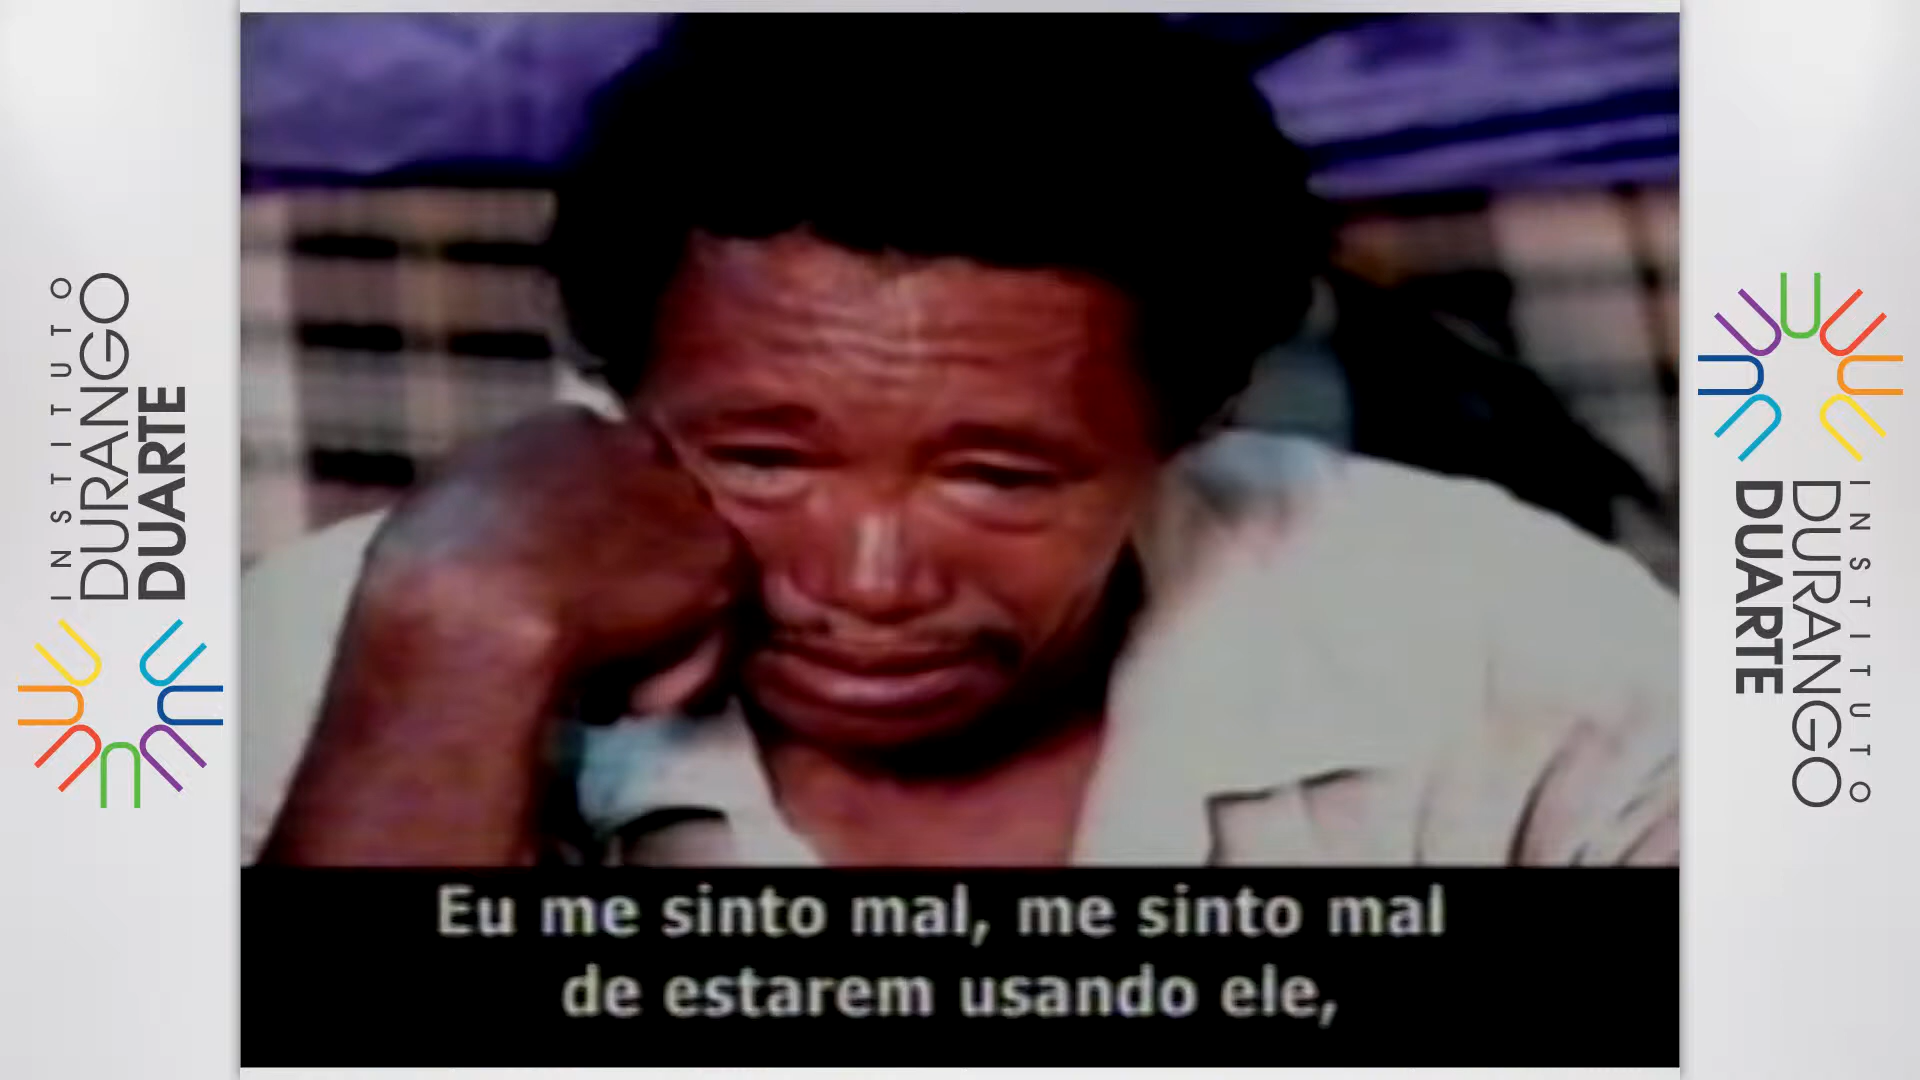 INSTITUTO
DURANGO
DUARTE
Eu me sinto mal, me sinto mal
de estarem usando ele,
INSTITUTO
DURANGO
DUARTE